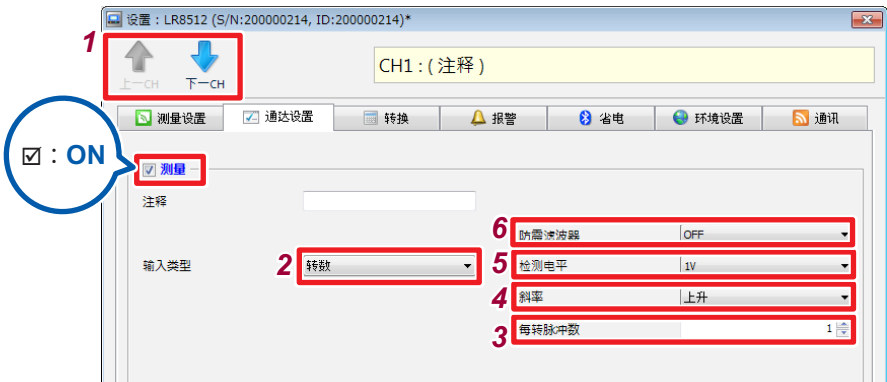 设置：LR8512 (S/N:200000214, ID:200000214)*
1
上一CH 下一CH
CH1 : ( 注释 )
测量设置 通达设置 转换 报警 省电 环境设置 通讯
☑：ON
测量
注释
6 防震滤波器 OFF
输入类型 2 转数 5 检测电平 1V
4 斜率 上升
3 每转脉冲数 1